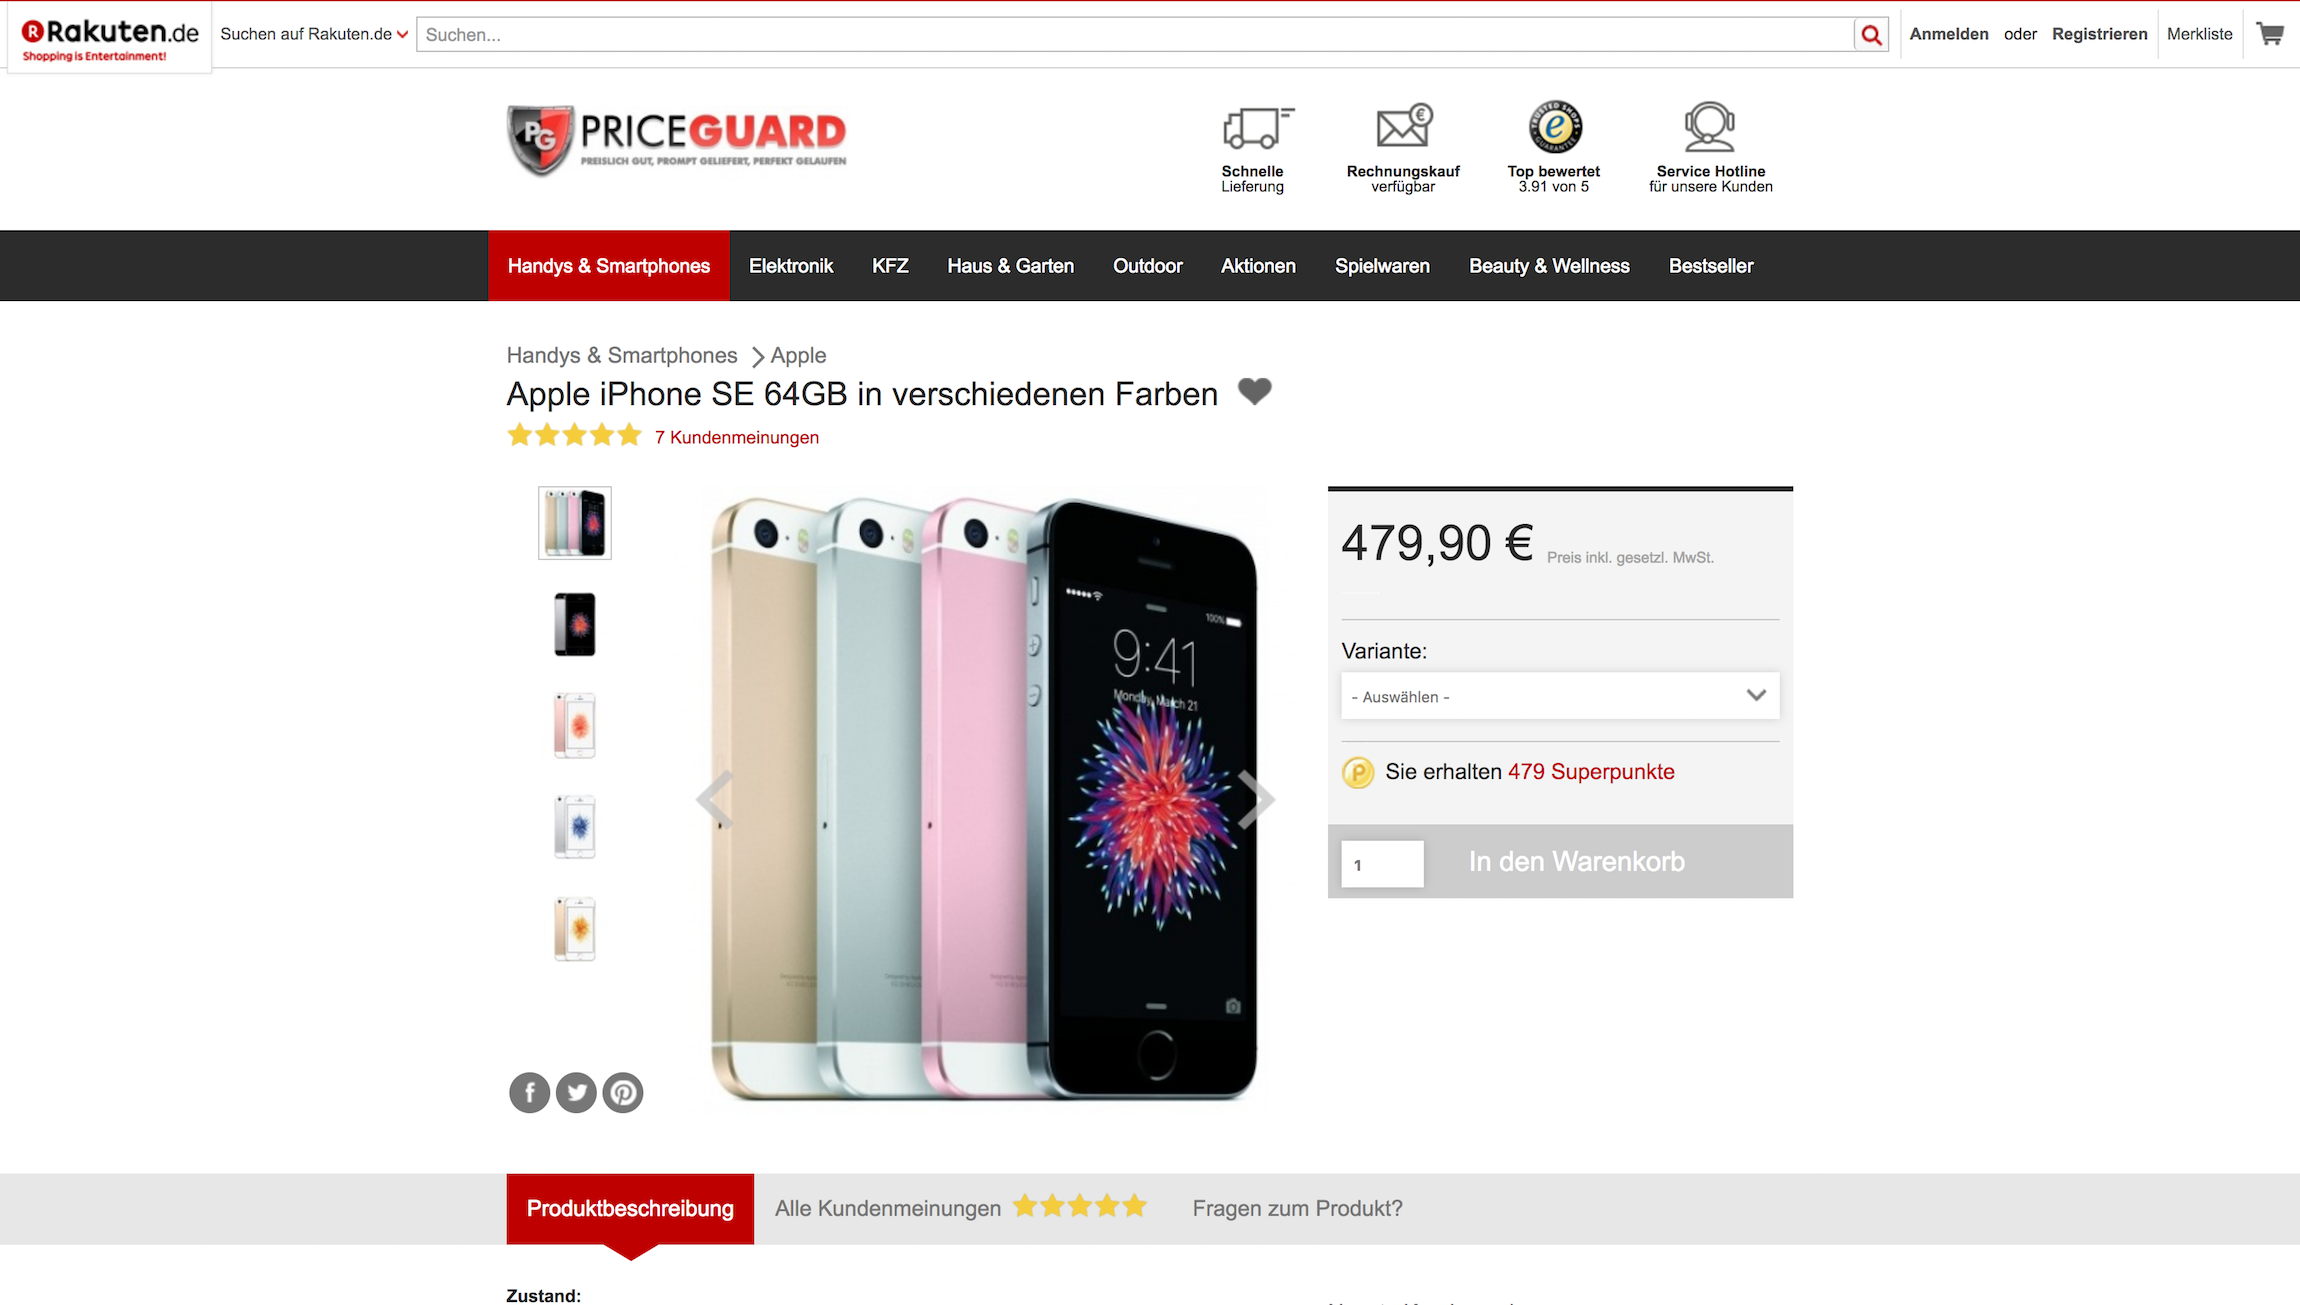 Rakuten.de
Shopping is Entertainment!
Suchen auf Rakuten.de
Suchen...
Anmelden oder Registrieren
Merkliste
PG PRICEGUARD
PREISLICH GUT, PROMPT GELIEFERT, PERFEKT GELAUFEN
Schnelle
Lieferung
Rechnungskauf
verfügbar
TRUSTED SHOPS
GUARANTEE
Top bewertet
3.91 von 5
Service Hotline
für unsere Kunden
Handys & Smartphones
Elektronik
KFZ
Haus & Garten
Outdoor
Aktionen
Spielwaren
Beauty & Wellness
Bestseller
Handys & Smartphones
Apple
Apple iPhone SE 64GB in verschiedenen Farben
7 Kundenmeinungen
100%
9:41
Monday, March 21
479,90 € Preis inkl. gesetzl. MwSt.
Variante:
- Auswählen -
Sie erhalten 479 Superpunkte
1
In den Warenkorb
Produktbeschreibung
Alle Kundenmeinungen
Fragen zum Produkt?
Zustand: